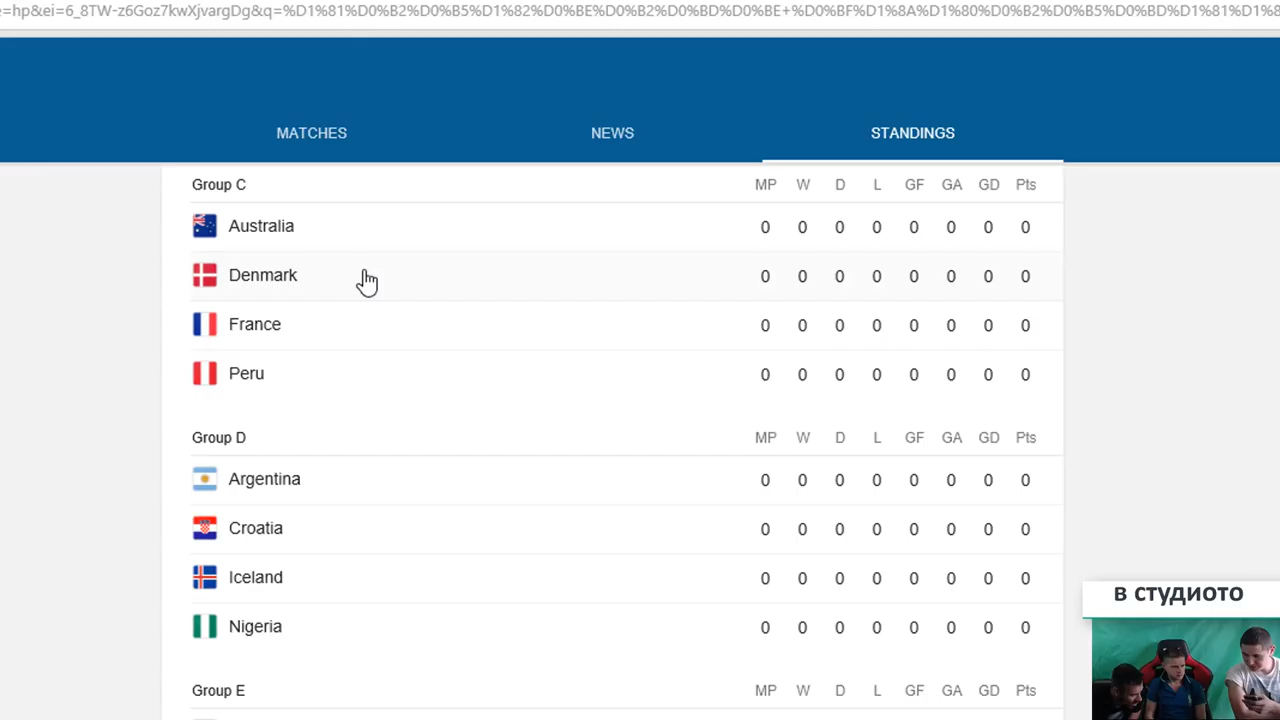 =hp&ei=6_8TW-z6Goz7kwXjvargDg&q=%D1%81%D0%B2%D0%B5%D1%82%D0%BE%D0%B2%D0%BD%D0%BE+%D0%BF%D1%8A%D1%80%D0%B2%D0%B5%D0%BD%D1%81%D1%8
MATCHES NEWS STANDINGS
Group C MP W D L GF GA GD Pts
Australia 0 0 0 0 0 0 0 0
Denmark 0 0 0 0 0 0 0 0
France 0 0 0 0 0 0 0 0
Peru 0 0 0 0 0 0 0 0
Group D MP W D L GF GA GD Pts
Argentina 0 0 0 0 0 0 0 0
Croatia 0 0 0 0 0 0 0 0
Iceland 0 0 0 0 0 0 0 0
Nigeria 0 0 0 0 0 0 0 0
Group E MP W D L GF GA GD Pts
в студиото